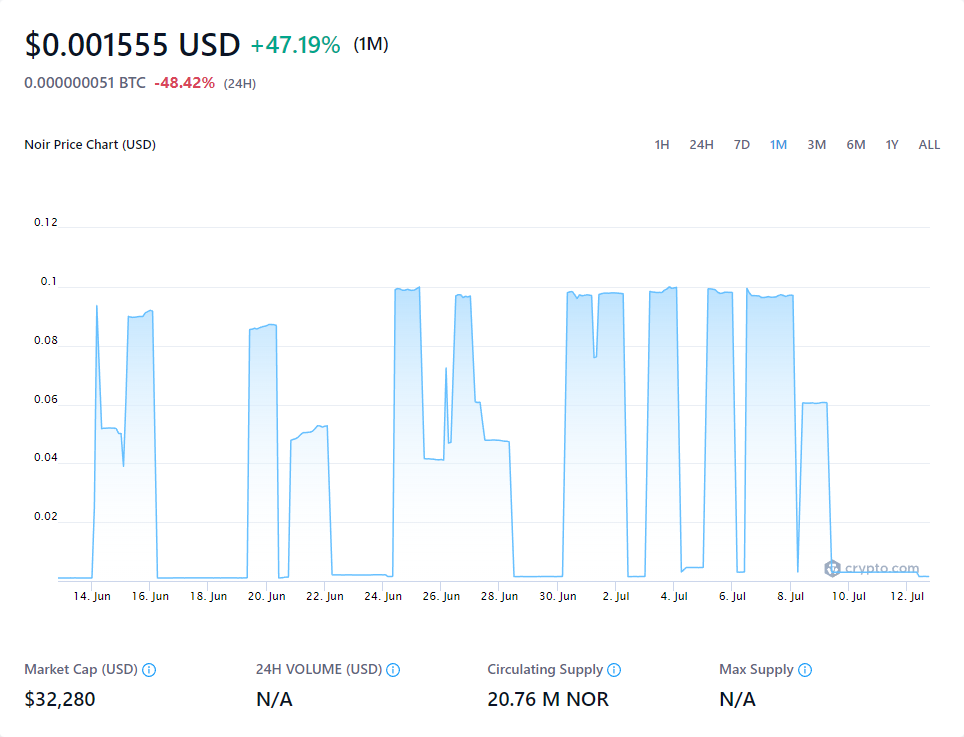 $0.001555 USD +47.19% (1M)
0.000000051 BTC -48.42% (24H)
Noir Price Chart (USD) 1H 24H 7D 1M 3M 6M 1Y ALL
0.12
0.1
0.08
0.06
0.04
0.02
crypto.com
14. Jun 16. Jun 18. Jun 20. Jun 22. Jun 24. Jun 26. Jun 28. Jun 30. Jun 2. Jul 4. Jul 6. Jul 8. Jul 10. Jul 12. Jul
Market Cap (USD) 24H VOLUME (USD) Circulating Supply Max Supply
$32,280 N/A 20.76 M NOR N/A